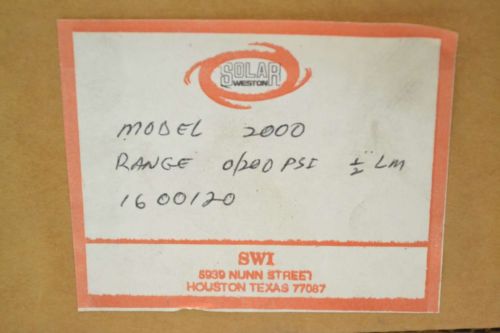 SOLAR
WESTON
MODEL 2000
RANGE 0/200 PSI 1/2 LM
1600120
SWI
5939 NUNN STREET
HOUSTON TEXAS 77087